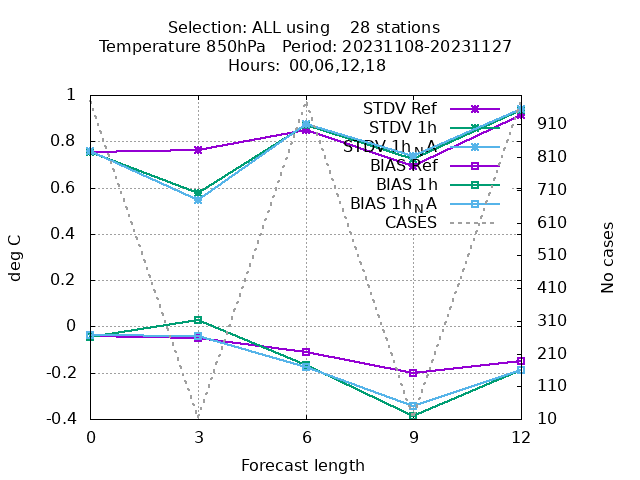 Selection: ALL using 28 stations
Temperature 850hPa Period: 20231108-20231127
Hours: 00,06,12,18
STDV Ref
STDV 1h
STDV 1h_NA
BIAS Ref
BIAS 1h
BIAS 1h_NA
CASES
deg C
1
0.8
0.6
0.4
0.2
0
-0.2
-0.4
No cases
910
810
710
610
510
410
310
210
110
10
0 3 6 9 12
Forecast length